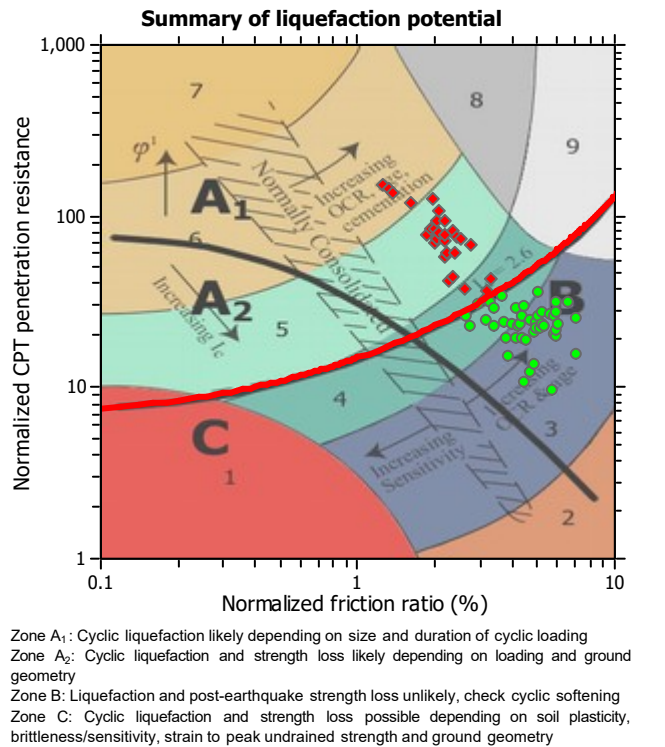 Summary of liquefaction potential
Normalized CPT penetration resistance
1,000
100
10
1
7
8
9
φ'
A1
Normally Consolidated
Increasing
OCR, age,
cementation
6
A2
Increasing Ic
5
= 2.6
B
4
Increasing
OCR & age
3
C
1
Increasing
Sensitivity
2
0.1
1
10
Normalized friction ratio (%)
Zone A1: Cyclic liquefaction likely depending on size and duration of cyclic loading
Zone A2: Cyclic liquefaction and strength loss likely depending on loading and ground
geometry
Zone B: Liquefaction and post-earthquake strength loss unlikely, check cyclic softening
Zone C: Cyclic liquefaction and strength loss possible depending on soil plasticity,
brittleness/sensitivity, strain to peak undrained strength and ground geometry